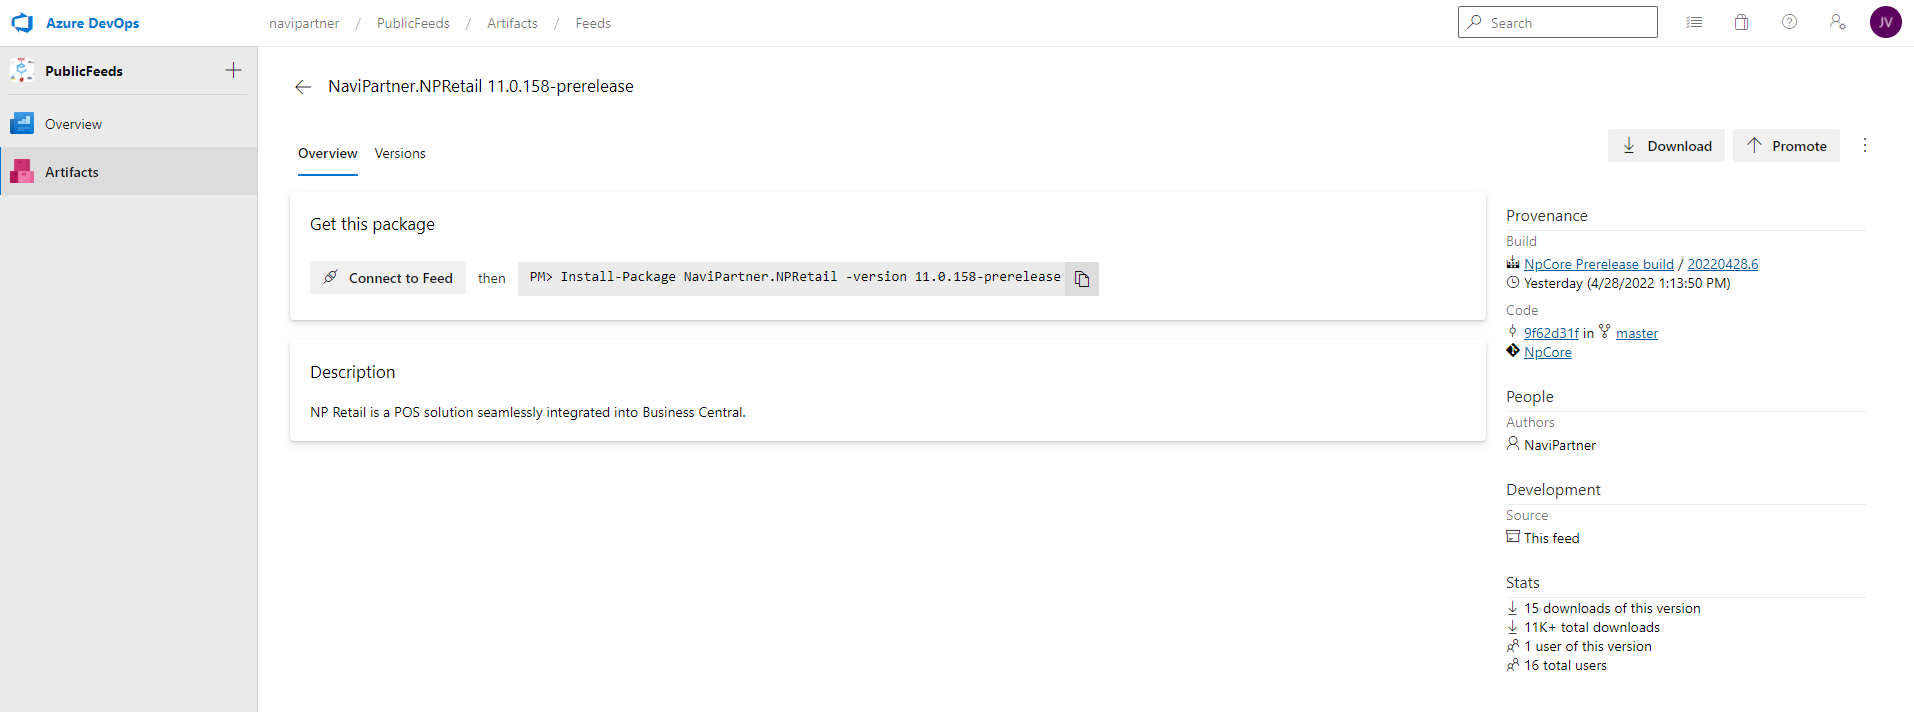 Azure DevOps
navipartner / PublicFeeds / Artifacts / Feeds
Search
JV
PublicFeeds
Overview
Artifacts
NaviPartner.NPRetail 11.0.158-prerelease
Overview Versions
Download
Promote
Get this package
Connect to Feed then PM> Install-Package NaviPartner.NPRetail -version 11.0.158-prerelease
Description
NP Retail is a POS solution seamlessly integrated into Business Central.
Provenance
Build
NpCore Prerelease build / 20220428.6
Yesterday (4/28/2022 1:13:50 PM)
Code
9f62d31f in master
NpCore
People
Authors
NaviPartner
Development
Source
This feed
Stats
15 downloads of this version
11K+ total downloads
1 user of this version
16 total users